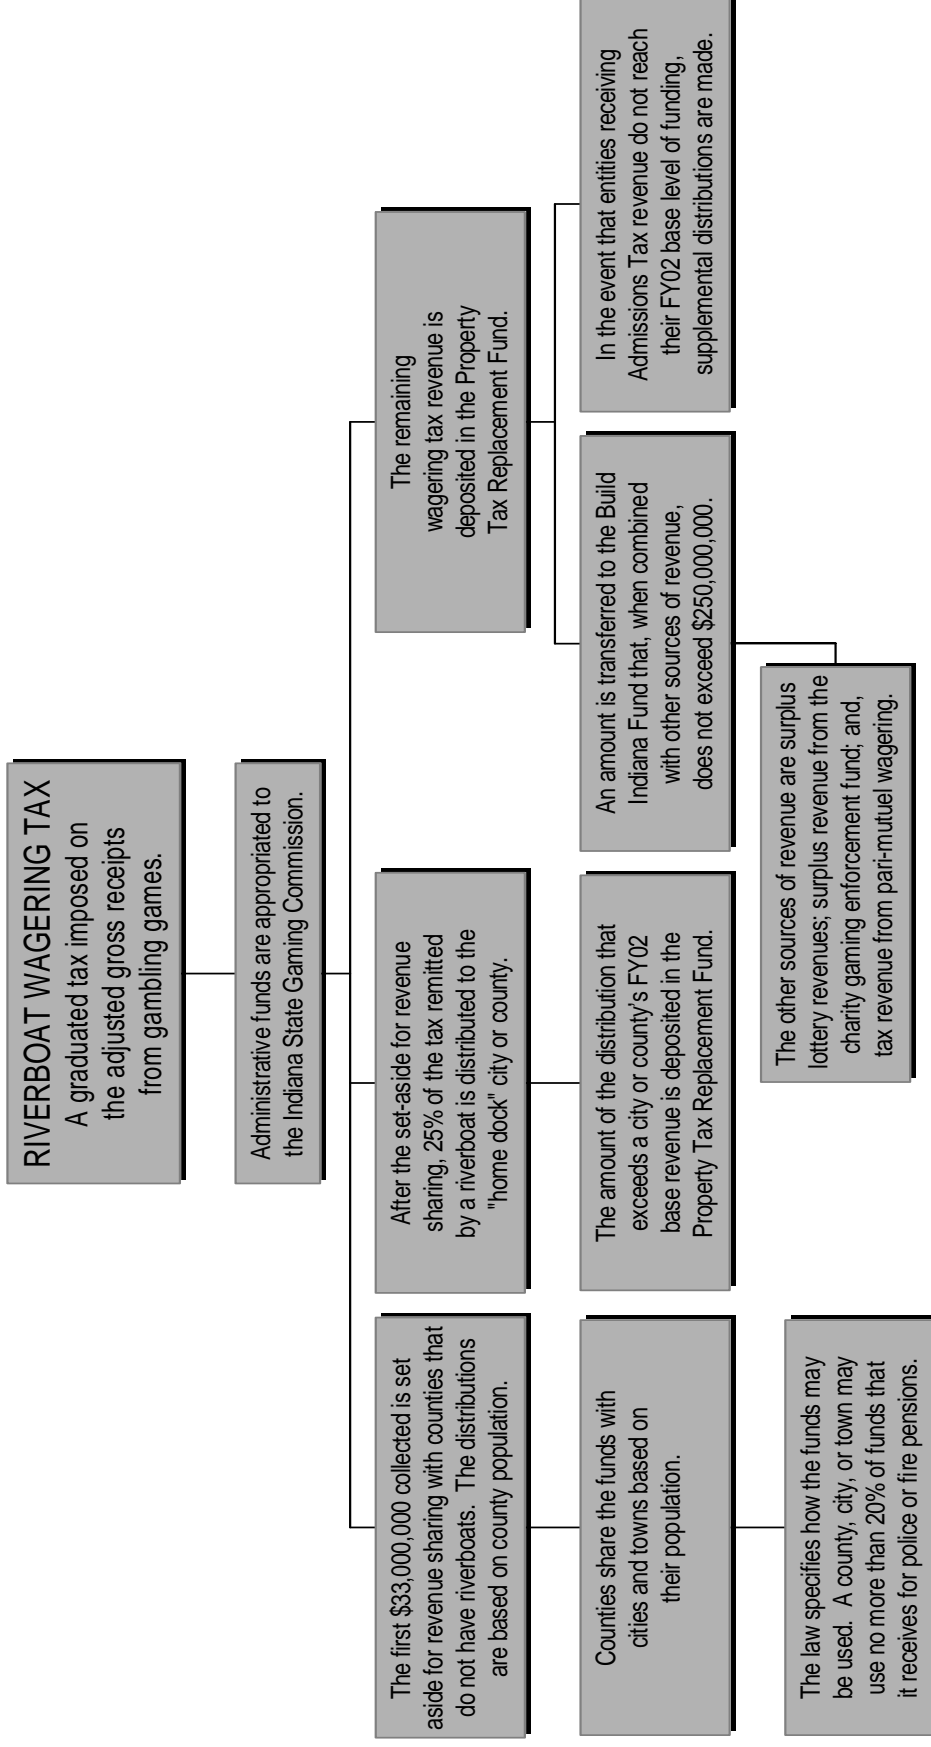 RIVERBOAT WAGERING TAX
A graduated tax imposed on
the adjusted gross receipts
from gambling games.
Administrative funds are appropriated to
the Indiana State Gaming Commission.
The first $33,000,000 collected is set
aside for revenue sharing with counties that
do not have riverboats. The distributions
are based on county population.
Counties share the funds with
cities and towns based on
their population.
The law specifies how the funds may
be used. A county, city, or town may
use no more than 20% of funds that
it receives for police or fire pensions.
After the set-aside for revenue
sharing, 25% of the tax remitted
by a riverboat is distributed to the
"home dock" city or county.
The amount of the distribution that
exceeds a city or county's FY02
base revenue is deposited in the
Property Tax Replacement Fund.
The remaining
wagering tax revenue is
deposited in the Property
Tax Replacement Fund.
An amount is transferred to the Build
Indiana Fund that, when combined
with other sources of revenue,
does not exceed $250,000,000.
The other sources of revenue are surplus
lottery revenues; surplus revenue from the
charity gaming enforcement fund; and,
tax revenue from pari-mutuel wagering.
In the event that entities receiving
Admissions Tax revenue do not reach
their FY02 base level of funding,
supplemental distributions are made.